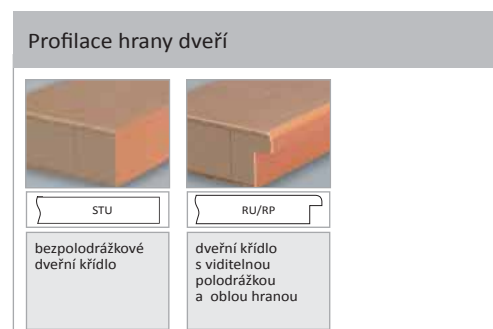 Profilace hrany dveří
STU
RU/RP
bezpolodrážkové
dveřní křídlo
dveřní křídlo
s viditelnou
polodrážkou
a oblou hranou